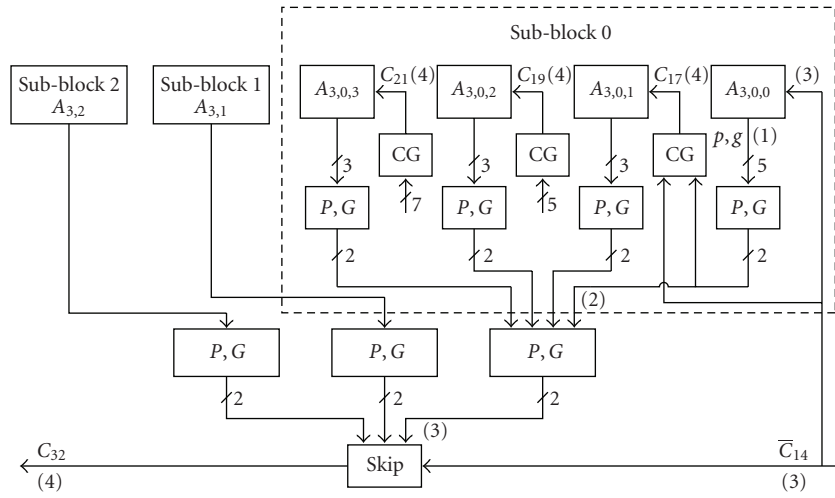 Sub-block 0
Sub-block 2
A3,2
Sub-block 1
A3,1
A3,0,3
C21(4)
A3,0,2
C19(4)
A3,0,1
C17(4)
A3,0,0
(3)
p, g (1)
3
CG
3
CG
3
CG
5
P, G
7
P, G
5
P, G
P, G
2
2
2
2
(2)
P, G
P, G
P, G
2
2
2
(3)
C32
(4)
Skip
C̅14
(3)